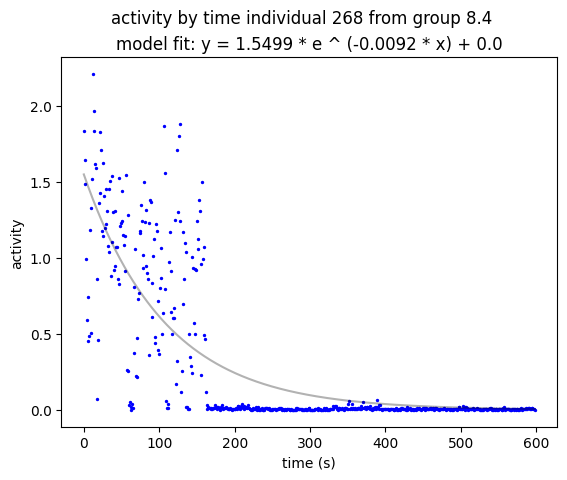 activity by time individual 268 from group 8.4
model fit: y = 1.5499 * e ^ (-0.0092 * x) + 0.0
2.0
1.5
1.0
0.5
0.0
activity
0 100 200 300 400 500 600
time (s)